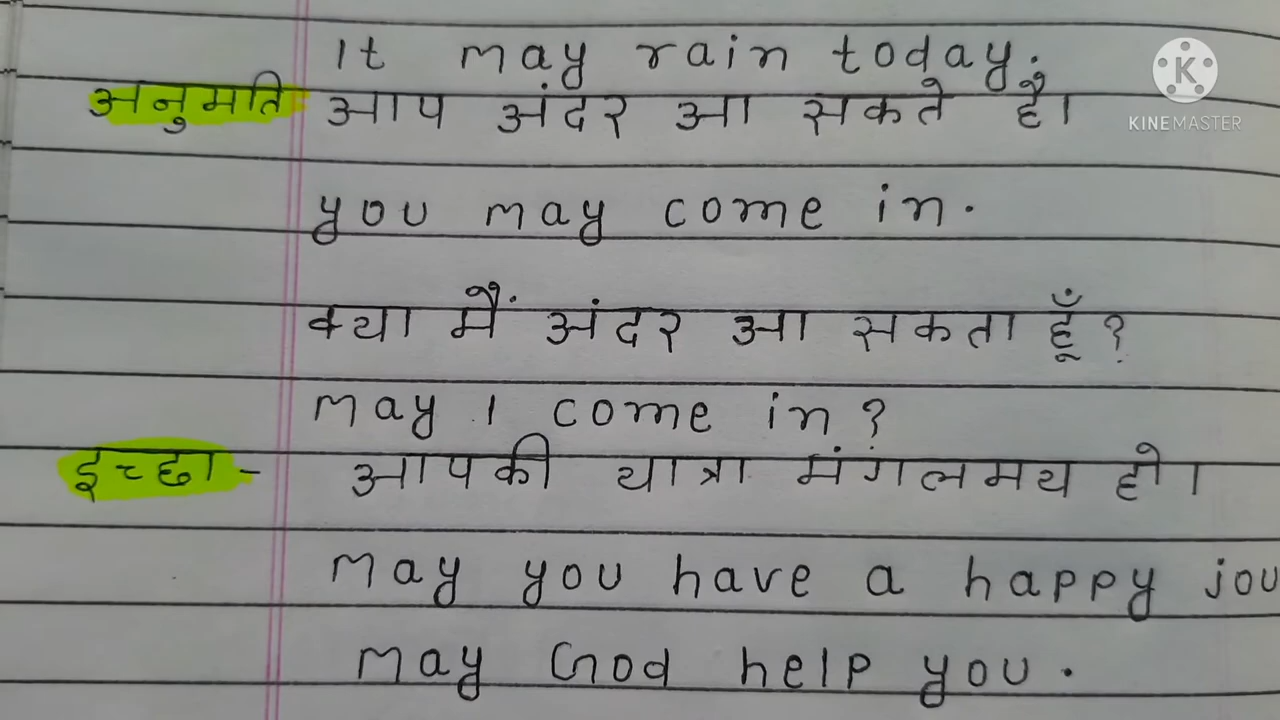 It may rain today.
अनुमति आप अंदर आ सकते हैं।
you may come in.
क्या मैं अंदर आ सकता हूँ ?
may I come in ?
इच्छा - आपकी यात्रा मंगलमय हो ।
may you have a happy jou
may God help you.
K
KINEMASTER